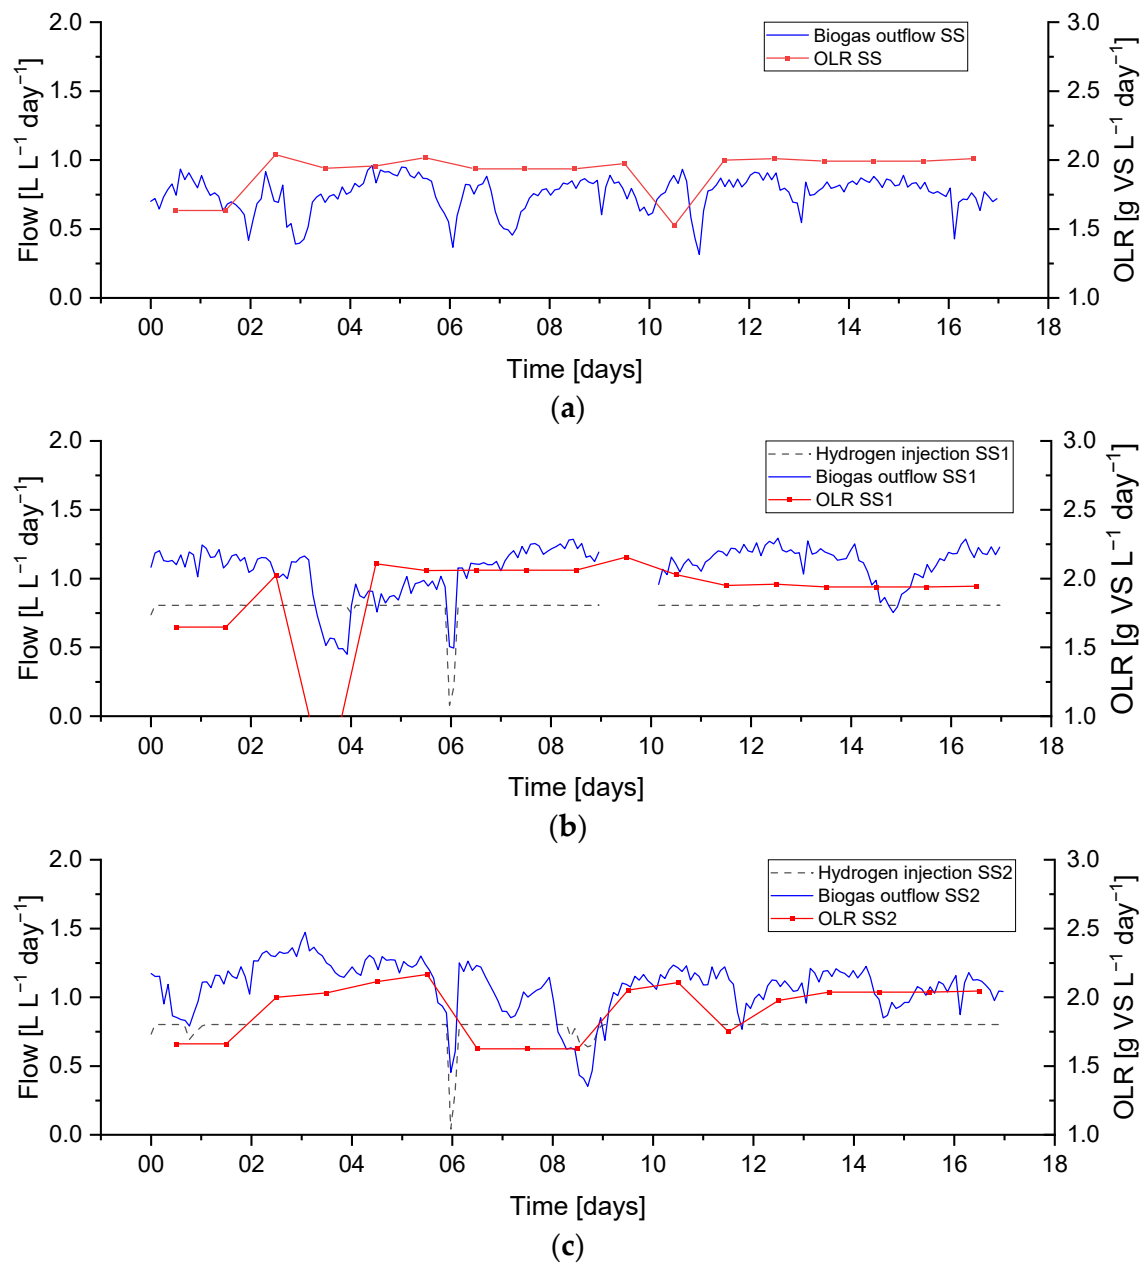 2.0
1.5
1.0
0.5
0.0
Flow [L L⁻¹ day⁻¹]
Biogas outflow SS
OLR SS
3.0
2.5
2.0
1.5
1.0
OLR [g VS L⁻¹ day⁻¹]
00 02 04 06 08 10 12 14 16 18
Time [days]
(a)
2.0
1.5
1.0
0.5
0.0
Flow [L L⁻¹ day⁻¹]
Hydrogen injection SS1
Biogas outflow SS1
OLR SS1
3.0
2.5
2.0
1.5
1.0
OLR [g VS L⁻¹ day⁻¹]
00 02 04 06 08 10 12 14 16 18
Time [days]
(b)
2.0
1.5
1.0
0.5
0.0
Flow [L L⁻¹ day⁻¹]
Hydrogen injection SS2
Biogas outflow SS2
OLR SS2
3.0
2.5
2.0
1.5
1.0
OLR [g VS L⁻¹ day⁻¹]
00 02 04 06 08 10 12 14 16 18
Time [days]
(c)